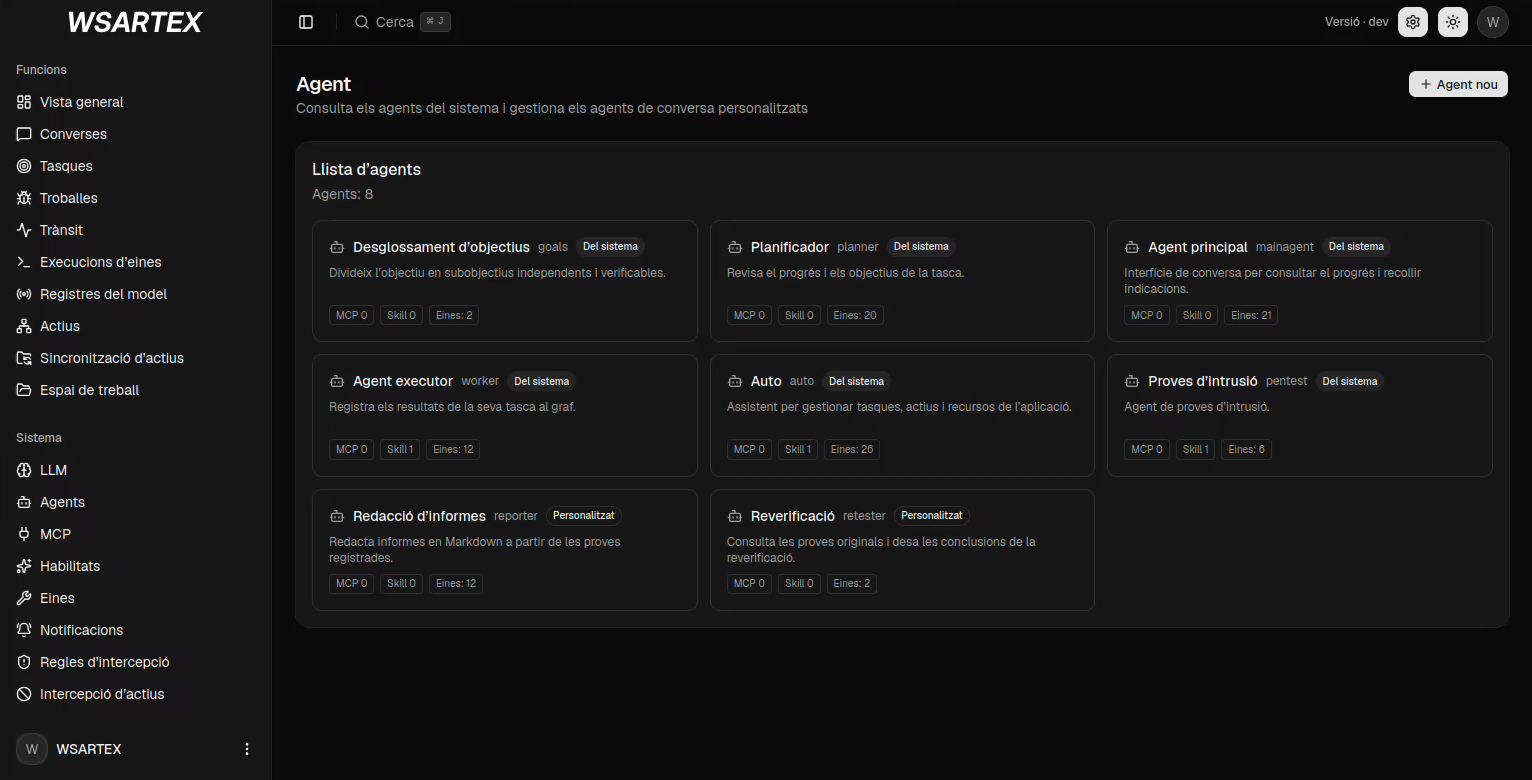 WSARTEX
Funcions
Vista general
Converses
Tasques
Troballes
Trànsit
Execucions d'eines
Registres del model
Actius
Sincronització d'actius
Espai de treball
Sistema
LLM
Agents
MCP
Habilitats
Eines
Notificacions
Regles d'intercepció
Intercepció d'actius
W WSARTEX
Cerca ⌘ J
Versió · dev W
Agent
Consulta els agents del sistema i gestiona els agents de conversa personalitzats
+ Agent nou
Llista d'agents
Agents: 8
Desglossament d'objectius goals Del sistema
Divideix l'objectiu en subobjectius independents i verificables.
MCP 0 Skill 0 Eines: 2
Planificador planner Del sistema
Revisa el progrés i els objectius de la tasca.
MCP 0 Skill 0 Eines: 20
Agent principal mainagent Del sistema
Interfície de conversa per consultar el progrés i recollir
indicacions.
MCP 0 Skill 0 Eines: 21
Agent executor worker Del sistema
Registra els resultats de la seva tasca al graf.
MCP 0 Skill 1 Eines: 12
Auto auto Del sistema
Assistent per gestionar tasques, actius i recursos de l'aplicació.
MCP 0 Skill 1 Eines: 26
Proves d'intrusió pentest Del sistema
Agent de proves d'intrusió.
MCP 0 Skill 1 Eines: 6
Redacció d'informes reporter Personalitzat
Redacta informes en Markdown a partir de les proves
registrades.
MCP 0 Skill 0 Eines: 12
Reverificació retester Personalitzat
Consulta les proves originals i desa les conclusions de la
reverificació.
MCP 0 Skill 0 Eines: 2